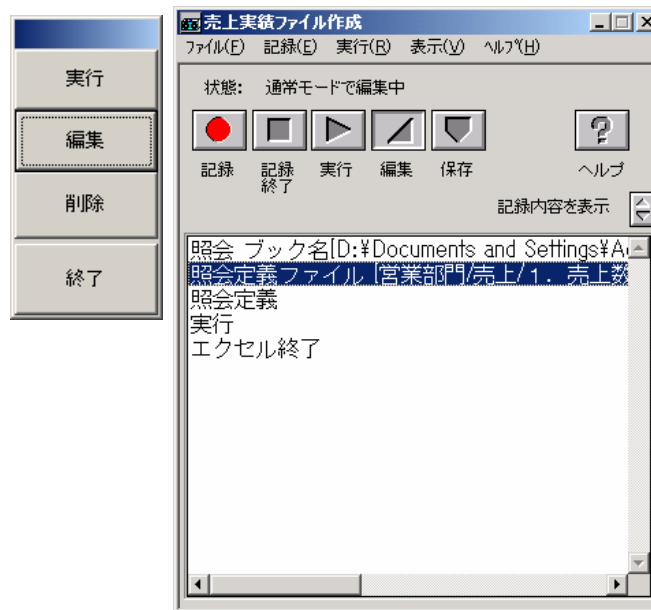 実行
編集
削除
終了
売上実績ファイル作成
ファイル(F) 記録(E) 実行(R) 表示(V) ヘルプ(H)
状態: 通常モードで編集中
記録
記録終了
実行
編集
保存
ヘルプ
記録内容を表示
照会 ブック名[D:¥Documents and Settings¥A
照会定義ファイル [営業部門/売上/1. 売上数
照会定義
実行
エクセル終了